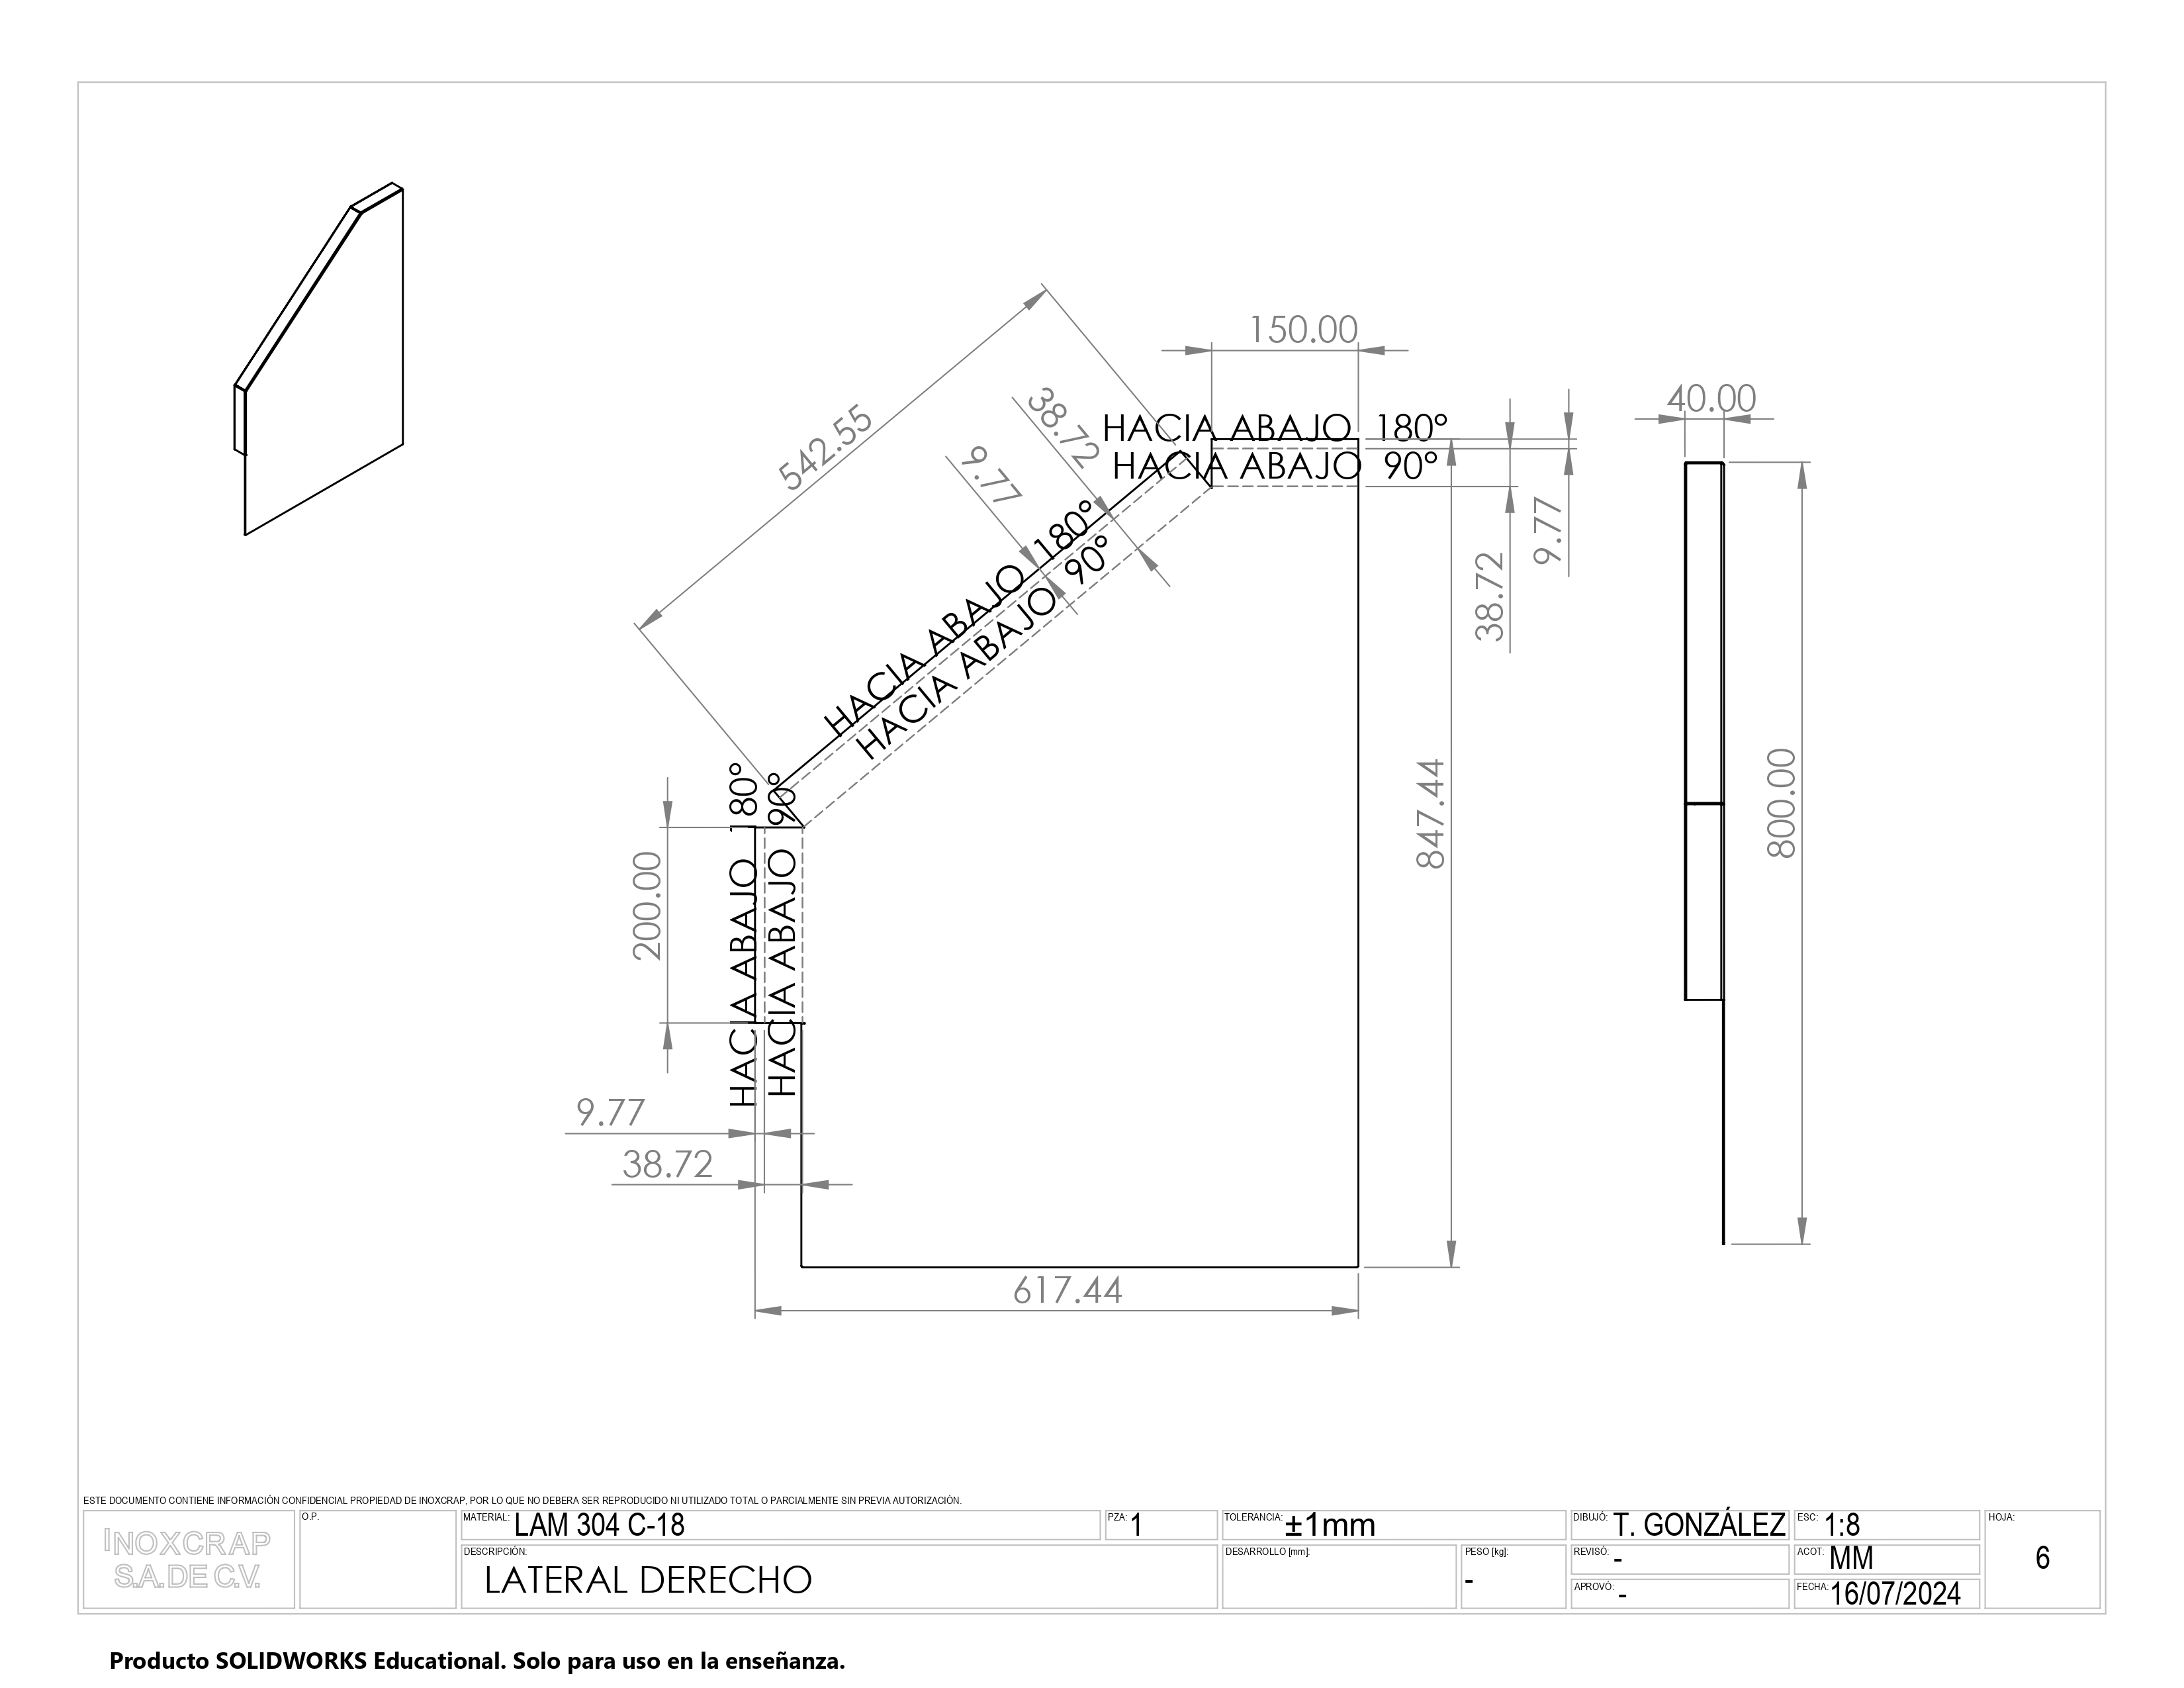 150.00
40.00
542.55
38.72
9.77
HACIA ABAJO 180°
HACIA ABAJO 90°
9.77
38.72
HACIA ABAJO 180°
HACIA ABAJO 90°
HACIA ABAJO 180°
HACIA ABAJO 90°
200.00
847.44
800.00
9.77
38.72
617.44
ESTE DOCUMENTO CONTIENE INFORMACIÓN CONFIDENCIAL PROPIEDAD DE INOXCRAP, POR LO QUE NO DEBERA SER REPRODUCIDO NI UTILIZADO TOTAL O PARCIALMENTE SIN PREVIA AUTORIZACIÓN.
INOXCRAP
S.A.DE C.V.
O.P.
MATERIAL: LAM 304 C-18
PZA: 1
TOLERANCIA: ±1mm
DIBUJÓ: T. GONZÁLEZ
ESC: 1:8
HOJA:
6
DESCRIPCIÓN:
LATERAL DERECHO
DESARROLLO [mm]:
PESO [kg]:
-
REVISÓ: -
ACOT: MM
APROVÓ: -
FECHA: 16/07/2024
Producto SOLIDWORKS Educational. Solo para uso en la enseñanza.